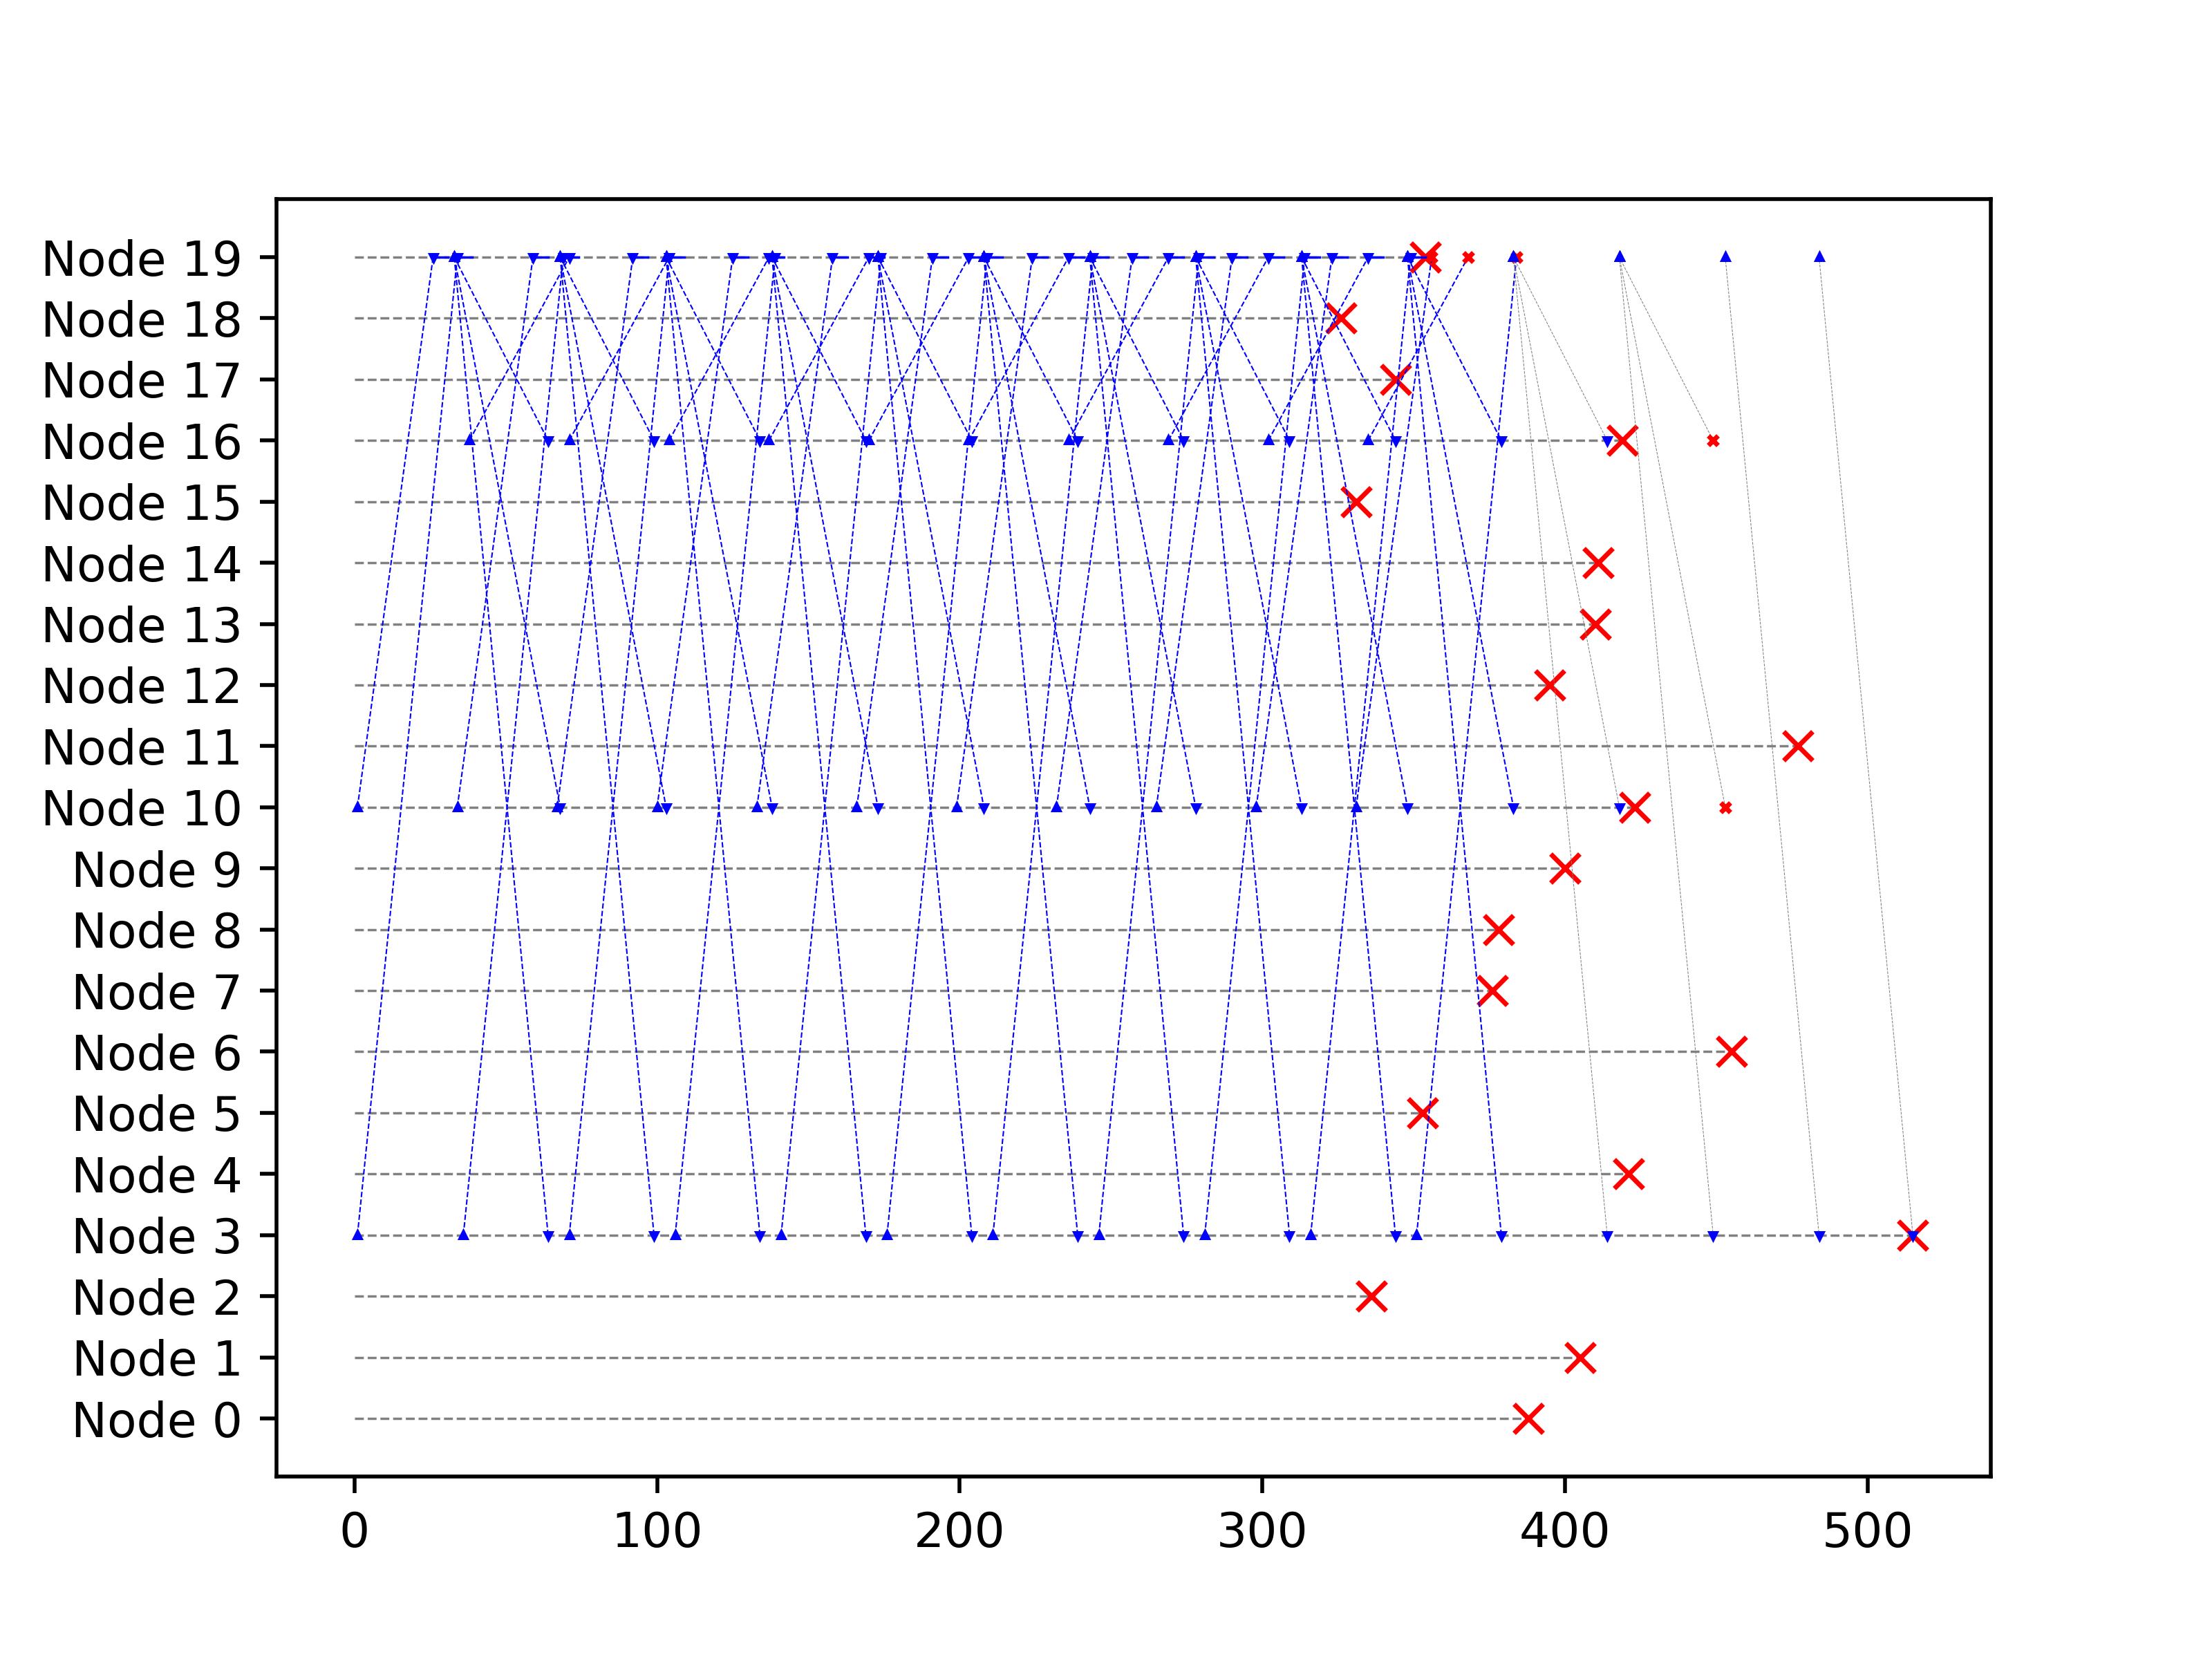 Node 19
Node 18
Node 17
Node 16
Node 15
Node 14
Node 13
Node 12
Node 11
Node 10
Node 9
Node 8
Node 7
Node 6
Node 5
Node 4
Node 3
Node 2
Node 1
Node 0
0 100 200 300 400 500